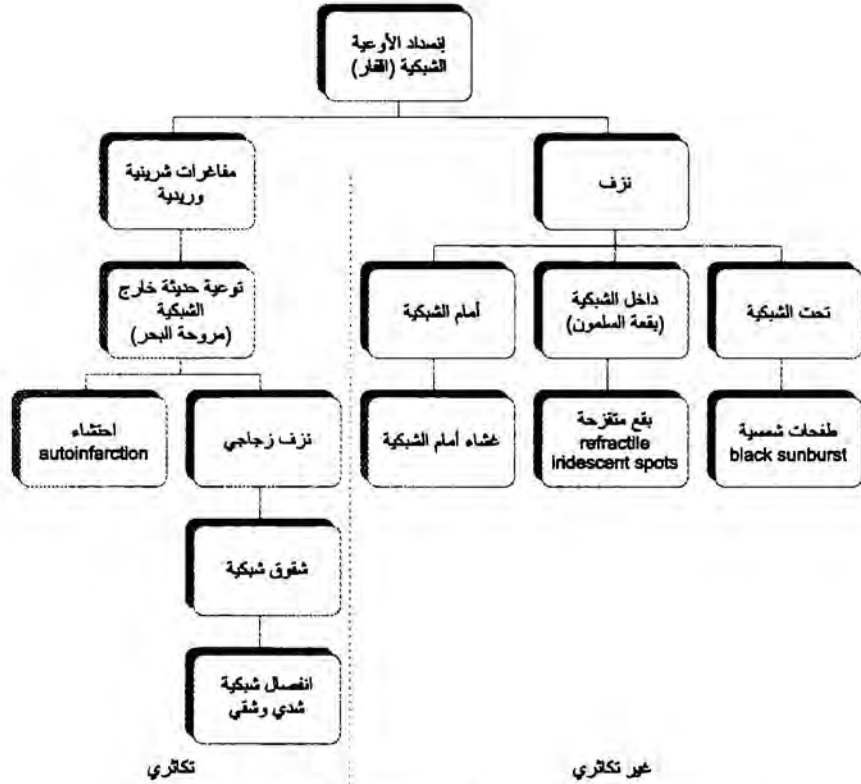 إنسداد الأوعية
الشبكية (القفار)
نزف
مفاغرات شرينية
وريدية
تحت الشبكية
داخل الشبكية
(بقعة السلمون)
أمام الشبكية
توعية حديثة خارج
الشبكية
(مروحة البحر)
طفحات شمسية
black sunburst
بقع متقزحة
refractile
iridescent spots
غشاء أمام الشبكية
نزف زجاجي
احتشاء
autoinfarction
شقوق شبكية
انفصال شبكية
شدي وشقي
غير تكاثري
تكاثري